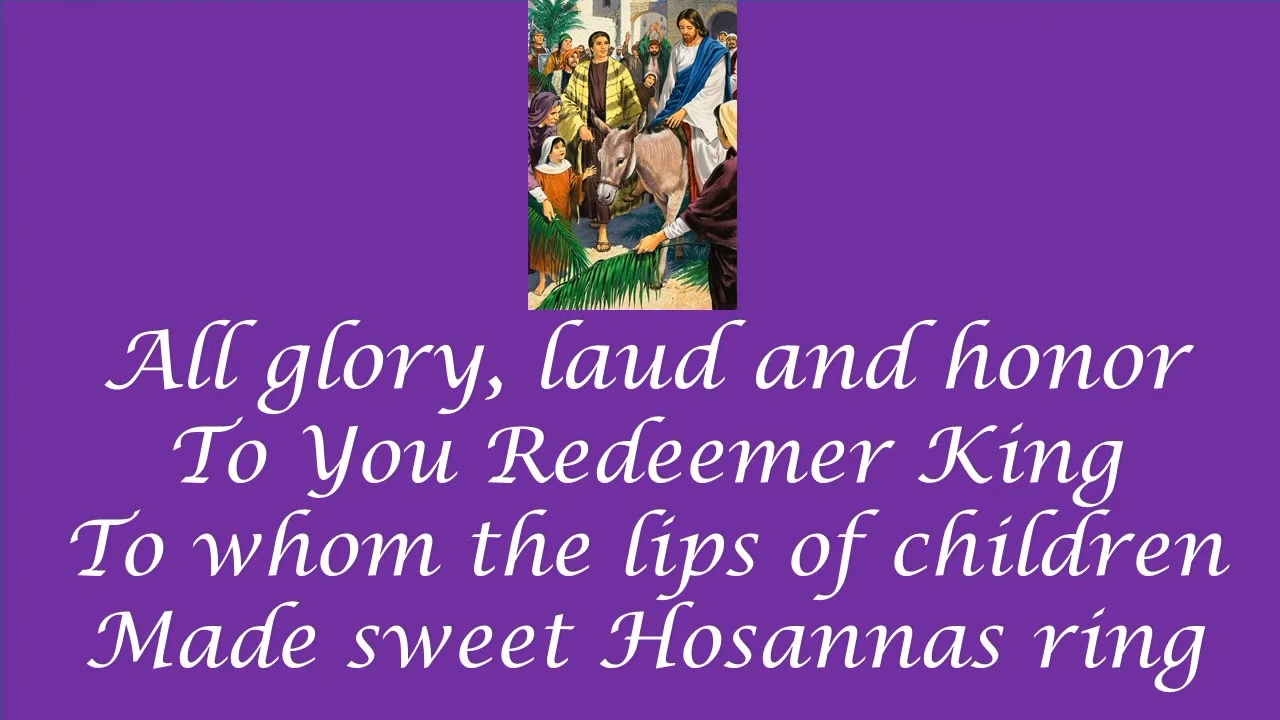 All glory, laud and honor
To You Redeemer King
To whom the lips of children
Made sweet Hosannas ring